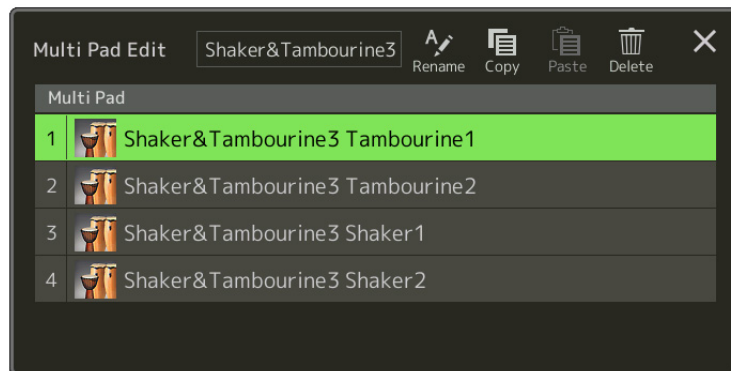 Multi Pad Edit Shaker&Tambourine3 Rename Copy Paste Delete
Multi Pad
1 Shaker&Tambourine3 Tambourine1
2 Shaker&Tambourine3 Tambourine2
3 Shaker&Tambourine3 Shaker1
4 Shaker&Tambourine3 Shaker2